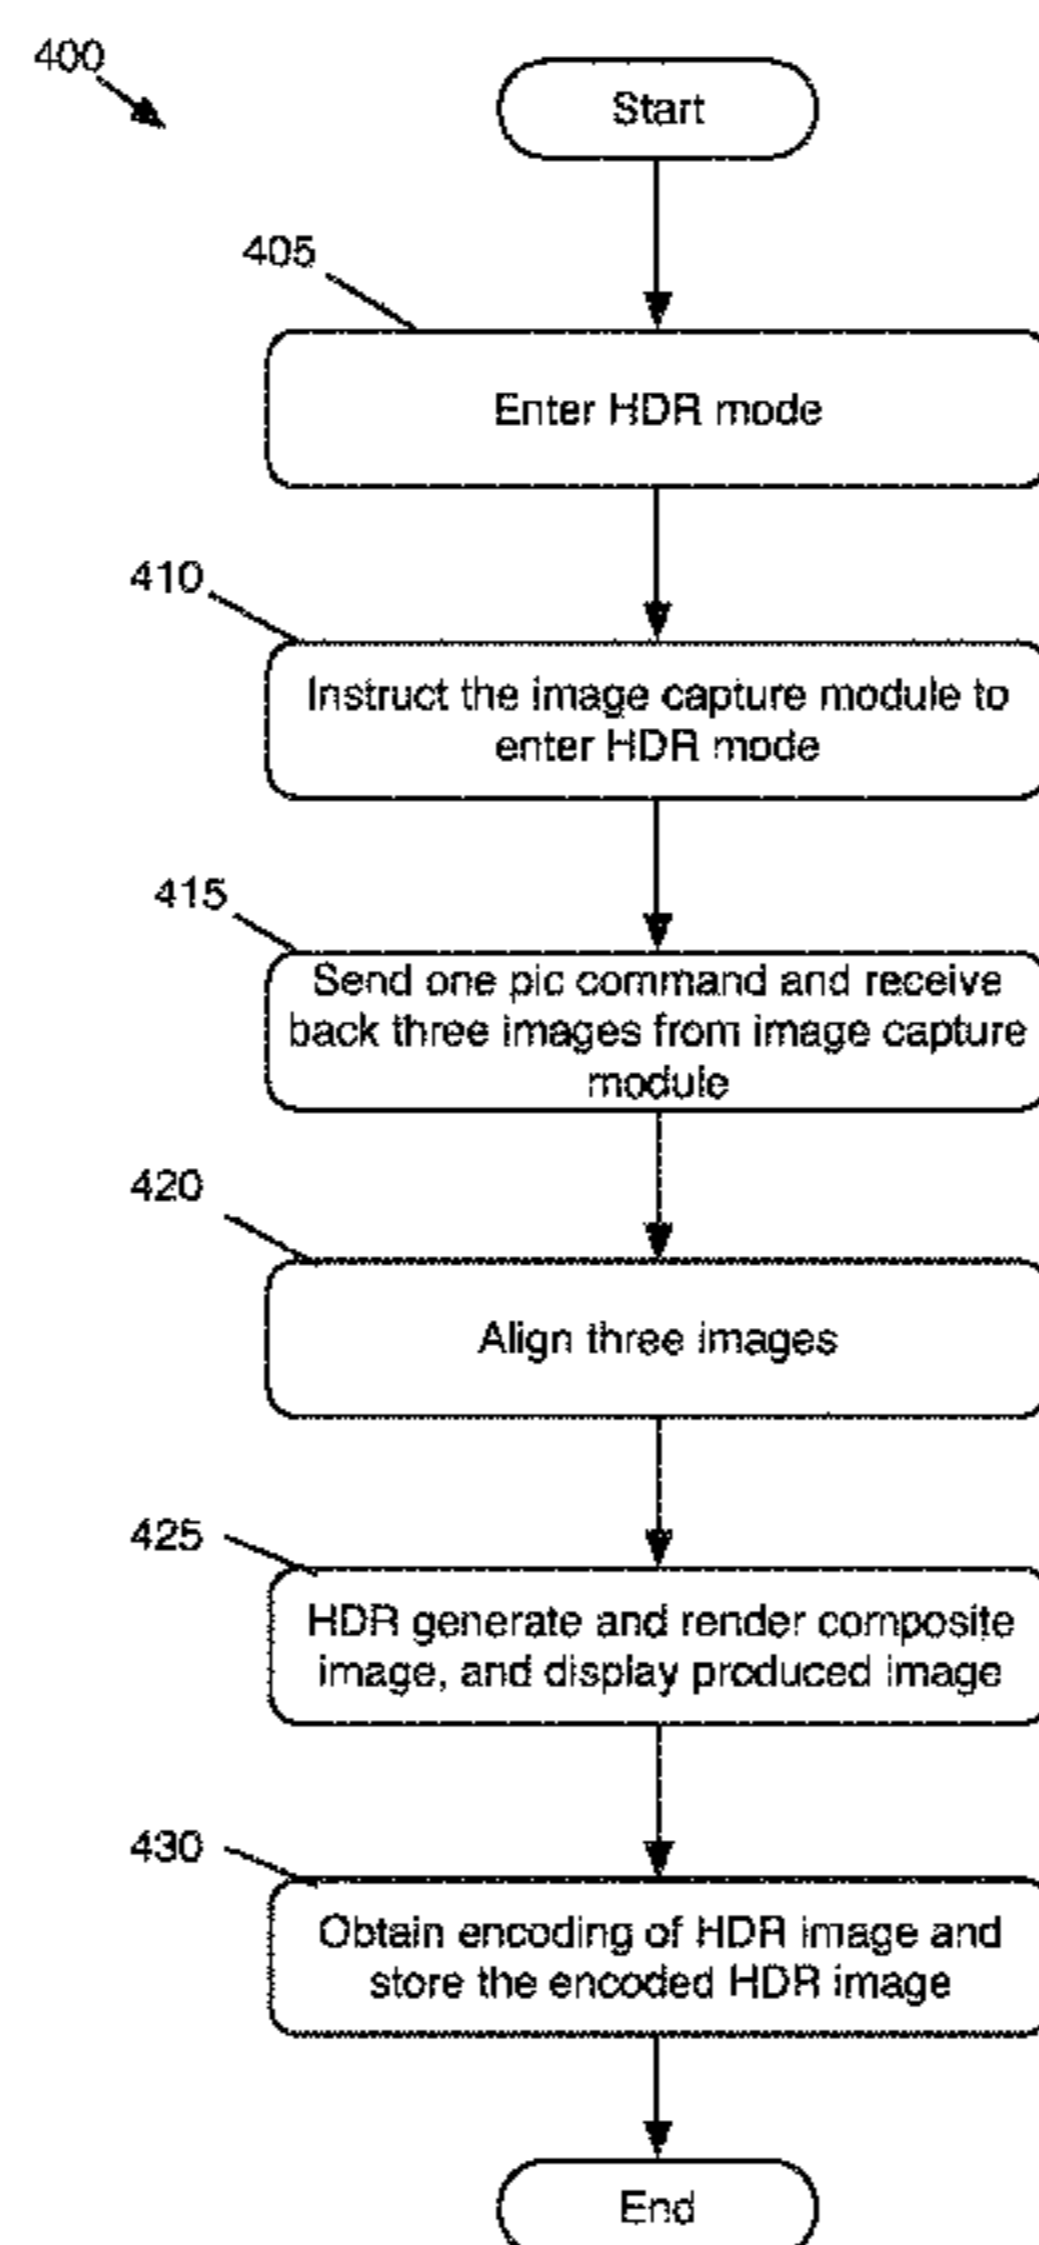 400
Start
405
Enter HDR mode
410
Instruct the image capture module to
enter HDR mode
415
Send one pic command and receive
back three images from image capture
module
420
Align three images
425
HDR generate and render composite
image, and display produced image
430
Obtain encoding of HDR image and
store the encoded HDR image
End